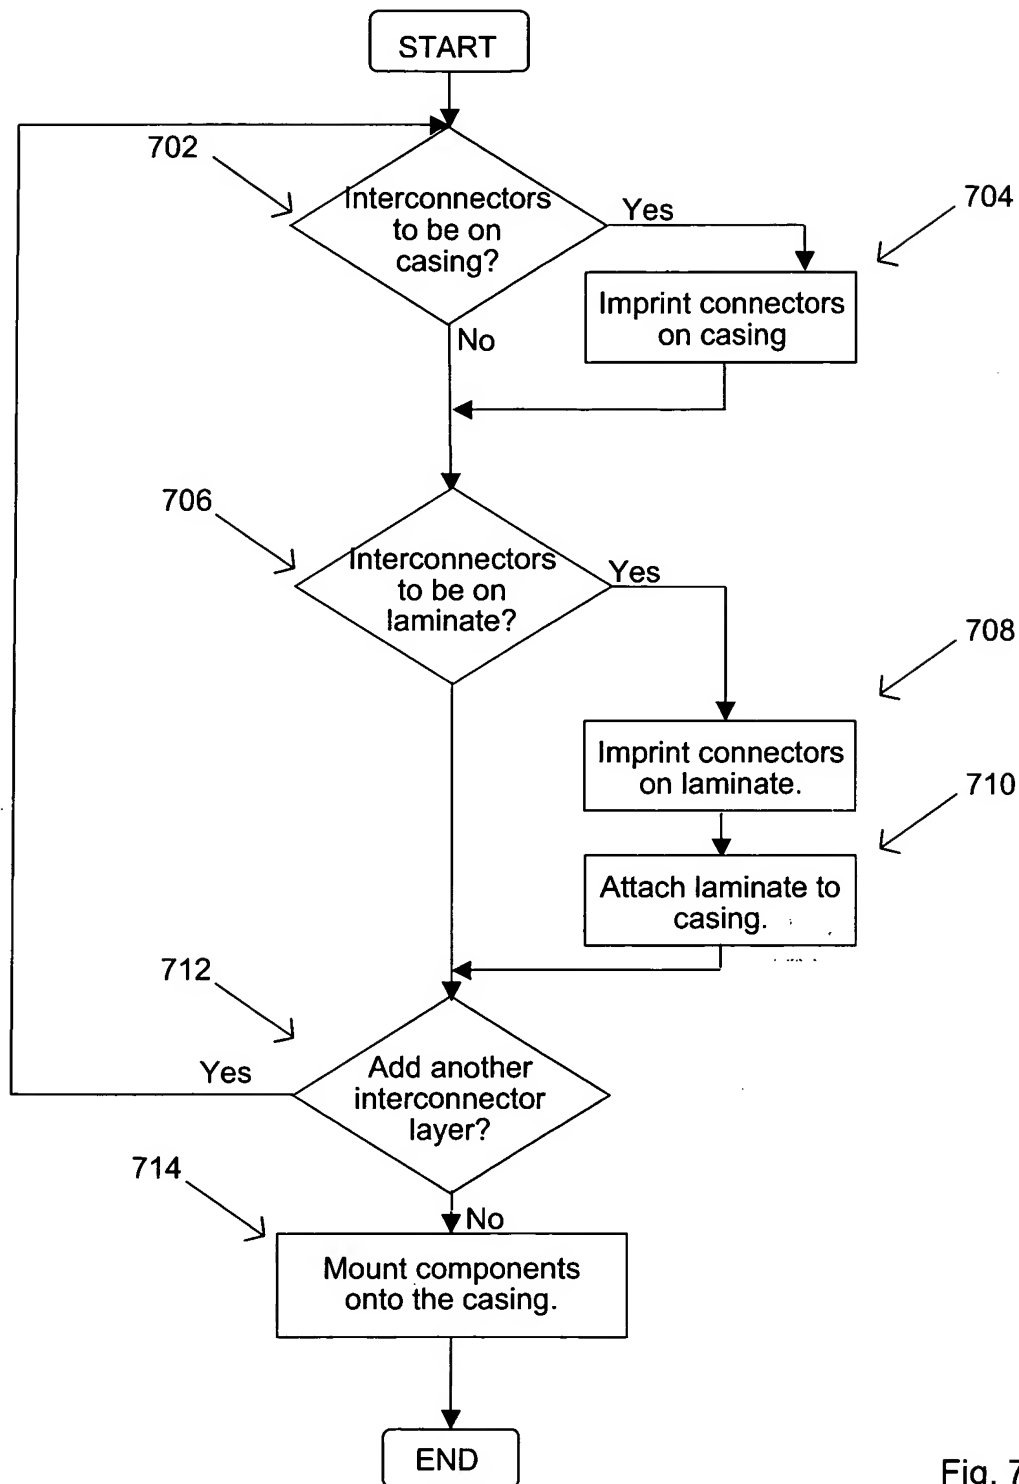 START
702
Interconnectors
to be on
casing?
Yes
704
Imprint connectors
on casing
No
706
Interconnectors
to be on
laminate?
Yes
708
Imprint connectors
on laminate.
710
Attach laminate to
casing.
712
Add another
interconnector
layer?
Yes
714
No
Mount components
onto the casing.
END
Fig. 7